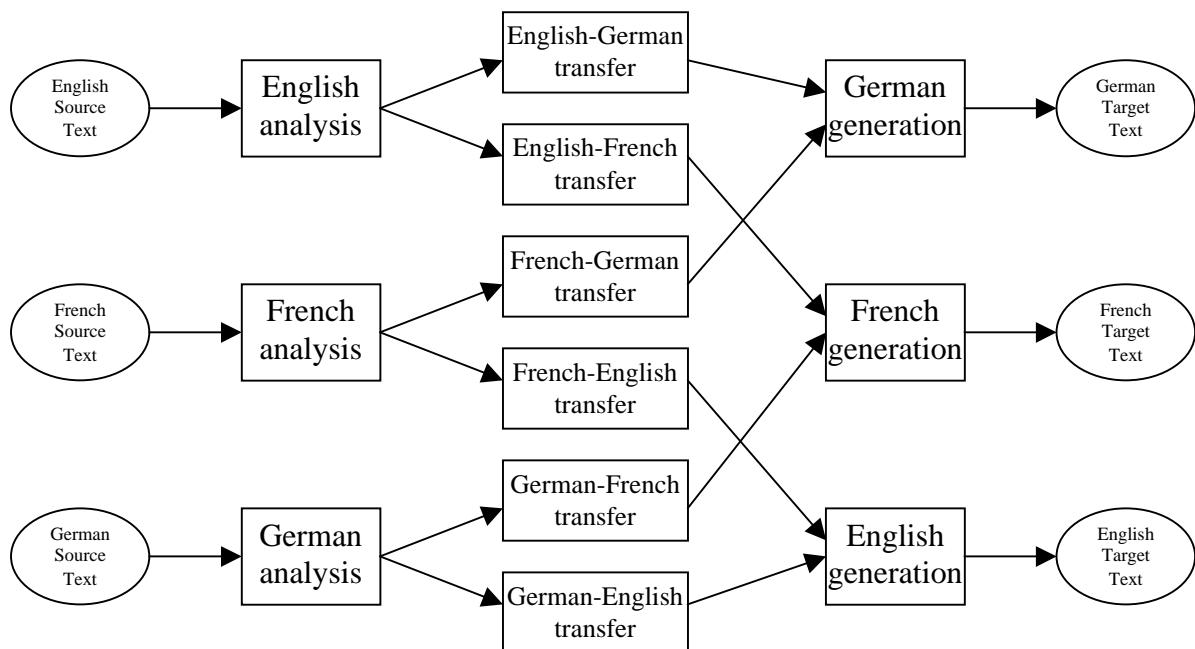 English-German
transfer
English
Source
Text
English
analysis
German
generation
German
Target
Text
English-French
transfer
French-German
transfer
French
Source
Text
French
analysis
French
generation
French
Target
Text
French-English
transfer
German-French
transfer
German
Source
Text
German
analysis
English
generation
English
Target
Text
German-English
transfer